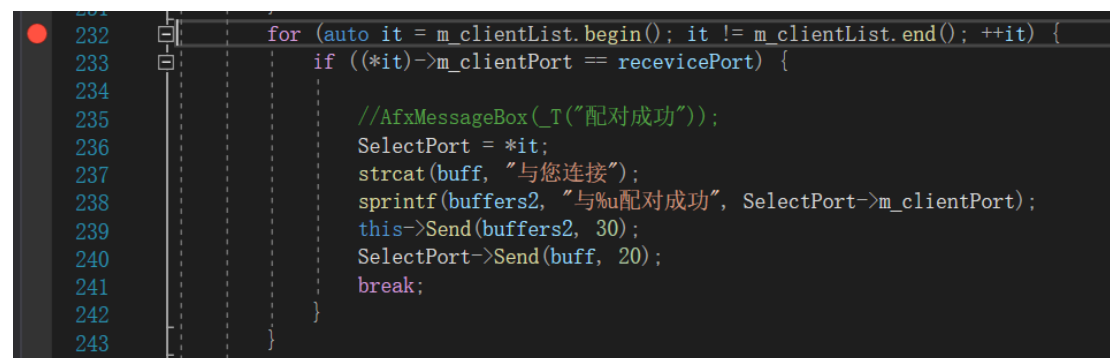 232 for (auto it = m_clientList.begin(); it != m_clientList.end(); ++it) {
233 if ((*it)->m_clientPort == recevicePort) {
234
235 //AfxMessageBox(_T("配对成功"));
236 SelectPort = *it;
237 strcat(buff, "与您连接");
238 sprintf(buffers2, "与%u配对成功", SelectPort->m_clientPort);
239 this->Send(buffers2, 30);
240 SelectPort->Send(buff, 20);
241 break;
242 }
243 }